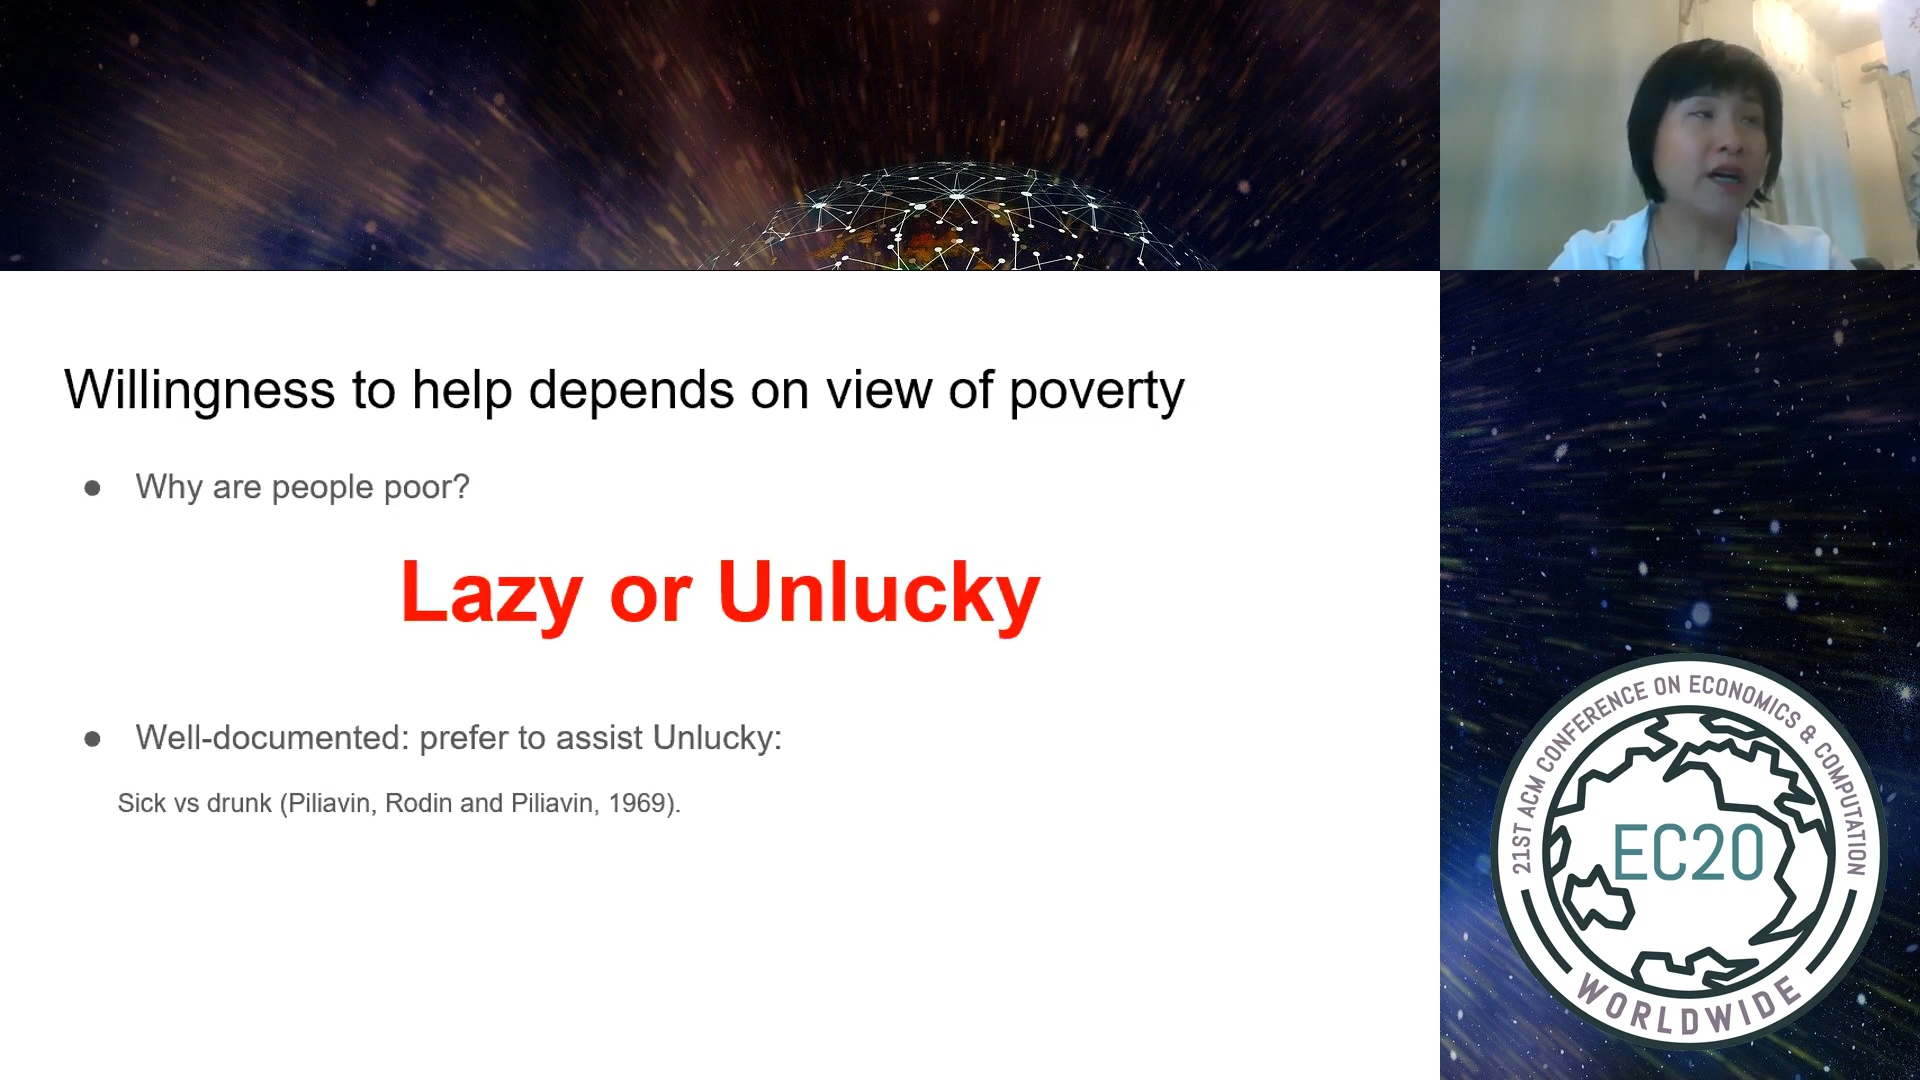 Willingness to help depends on view of poverty
● Why are people poor?
Lazy or Unlucky
● Well-documented: prefer to assist Unlucky:
Sick vs drunk (Piliavin, Rodin and Piliavin, 1969).
21ST ACM CONFERENCE ON ECONOMICS & COMPUTATION
EC20
WORLDWIDE